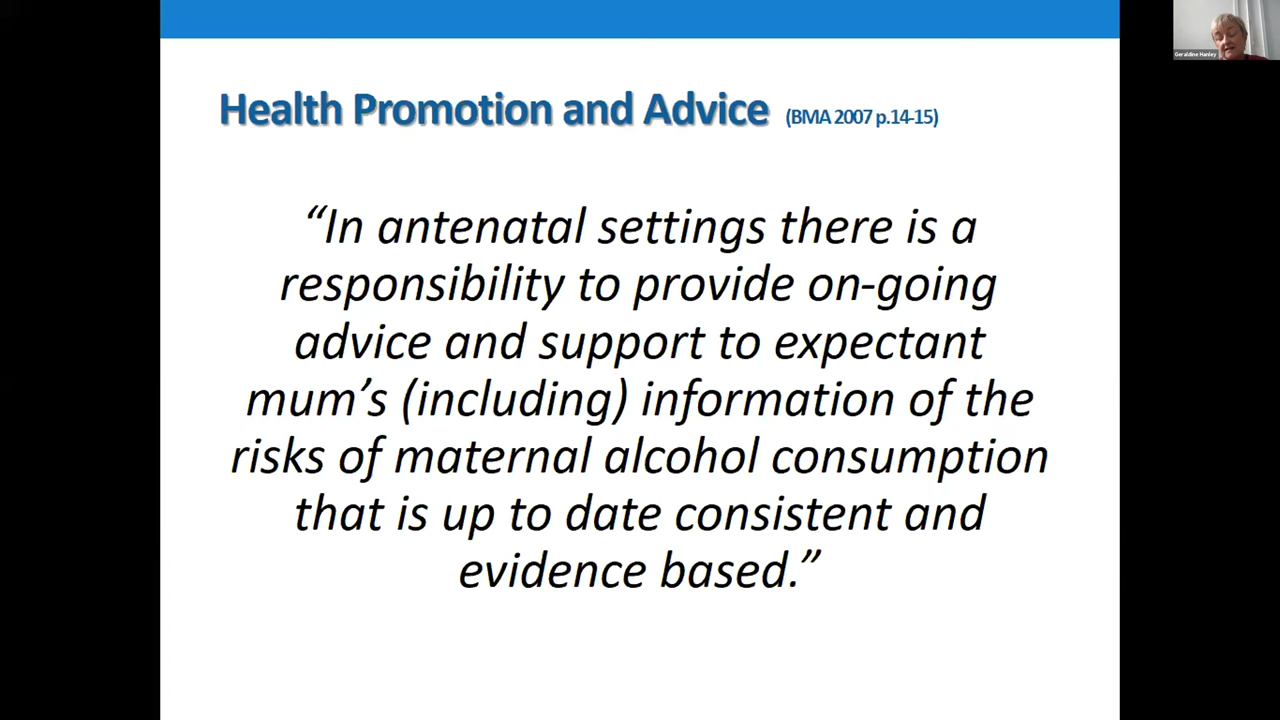 Health Promotion and Advice (BMA 2007 p.14-15)
“In antenatal settings there is a
responsibility to provide on-going
advice and support to expectant
mum’s (including) information of the
risks of maternal alcohol consumption
that is up to date consistent and
evidence based.”
Geraldine Hanley